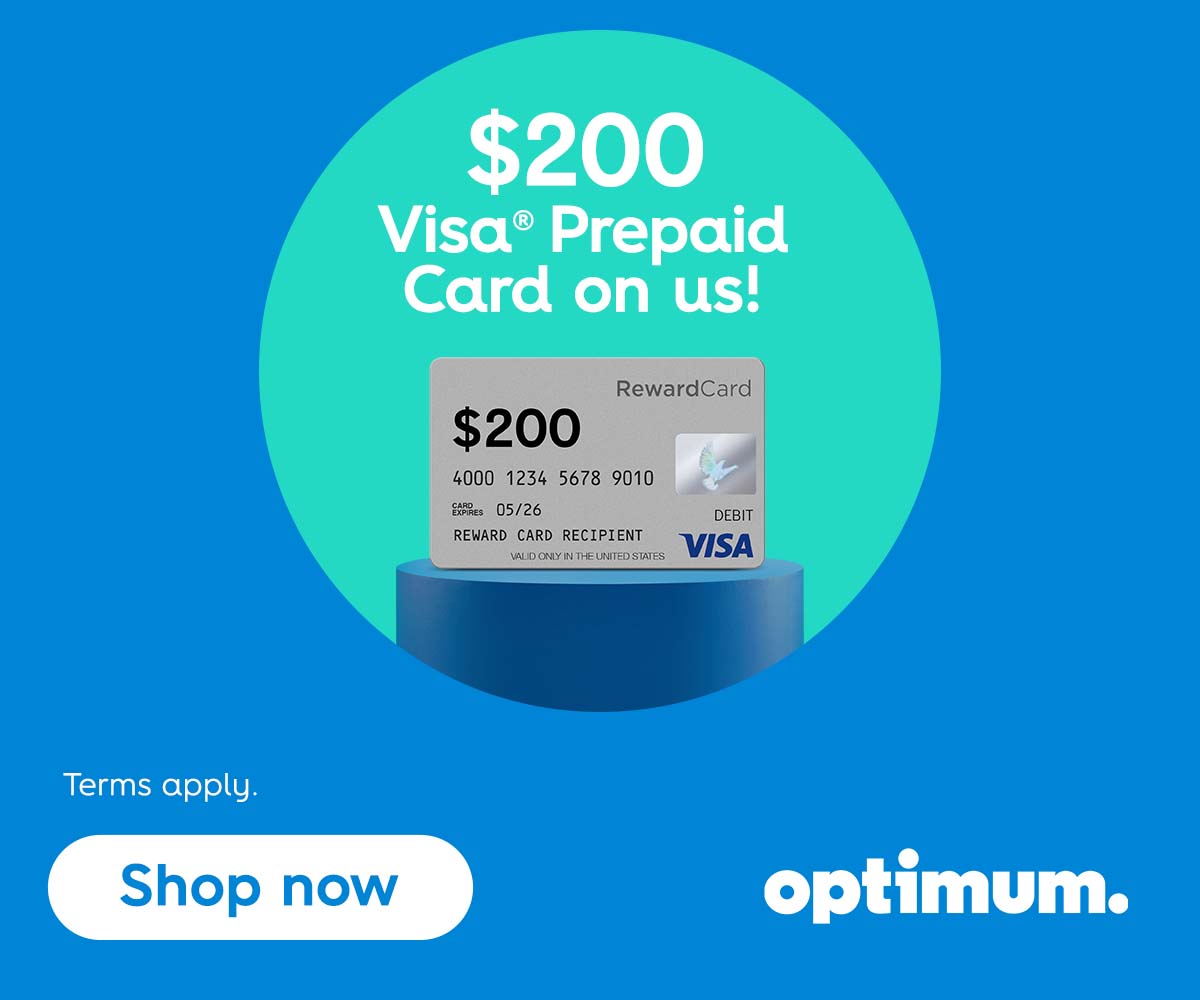 $200
Visa® Prepaid
Card on us!
RewardCard
$200
4000 1234 5678 9010
CARD
EXPIRES 05/26
DEBIT
REWARD CARD RECIPIENT
VISA
VALID ONLY IN THE UNITED STATES
Terms apply.
Shop now
optimum.